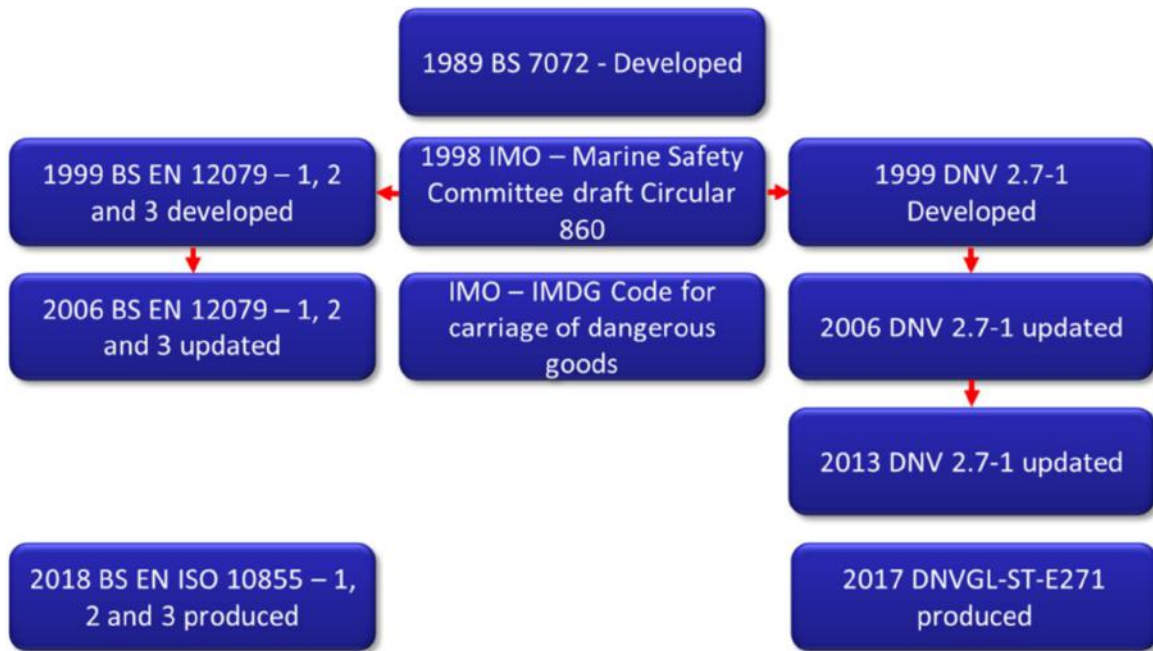 1989 BS 7072 - Developed
1999 BS EN 12079 – 1, 2
and 3 developed
1998 IMO – Marine Safety
Committee draft Circular
860
1999 DNV 2.7-1
Developed
2006 BS EN 12079 – 1, 2
and 3 updated
IMO – IMDG Code for
carriage of dangerous
goods
2006 DNV 2.7-1 updated
2013 DNV 2.7-1 updated
2018 BS EN ISO 10855 – 1,
2 and 3 produced
2017 DNVGL-ST-E271
produced